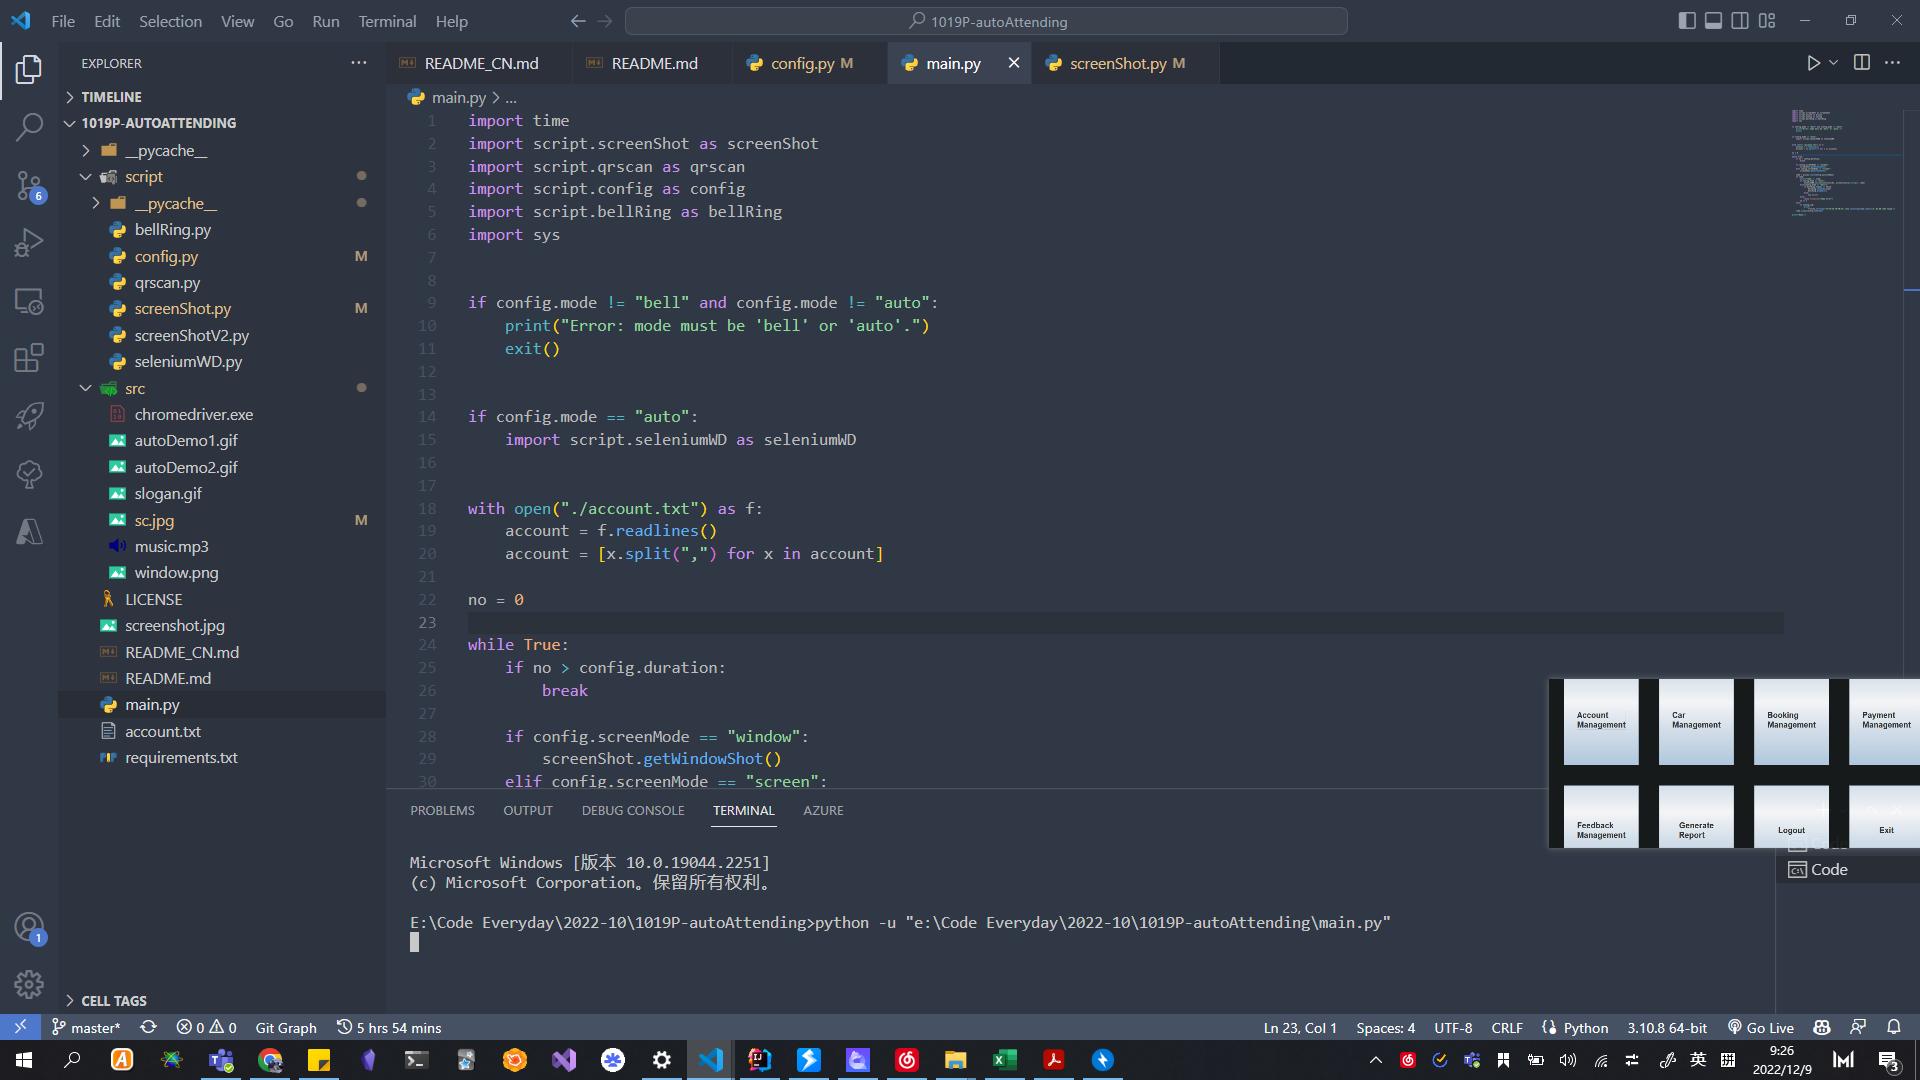 File Edit Selection View Go Run Terminal Help
1019P-autoAttending
EXPLORER
TIMELINE
1019P-AUTOATTENDING
__pycache__
script
__pycache__
bellRing.py
config.py M
qrscan.py
screenShot.py M
screenShotV2.py
seleniumWD.py
src
chromedriver.exe
autoDemo1.gif
autoDemo2.gif
slogan.gif
sc.jpg M
music.mp3
window.png
LICENSE
screenshot.jpg
README_CN.md
README.md
main.py
account.txt
requirements.txt
CELL TAGS
6
1
README_CN.md README.md config.py M main.py screenShot.py M
main.py > ...
1 import time
2 import script.screenShot as screenShot
3 import script.qrscan as qrscan
4 import script.config as config
5 import script.bellRing as bellRing
6 import sys
7
8
9 if config.mode != "bell" and config.mode != "auto":
10 print("Error: mode must be 'bell' or 'auto'.")
11 exit()
12
13
14 if config.mode == "auto":
15 import script.seleniumWD as seleniumWD
16
17
18 with open("./account.txt") as f:
19 account = f.readlines()
20 account = [x.split(",") for x in account]
21
22 no = 0
23
24 while True:
25 if no > config.duration:
26 break
27
28 if config.screenMode == "window":
29 screenShot.getWindowShot()
30 elif config.screenMode == "screen":
Account Management
Car Management
Booking Management
Payment Management
Feedback Management
Generate Report
Logout
Exit
PROBLEMS OUTPUT DEBUG CONSOLE TERMINAL AZURE
Microsoft Windows [版本 10.0.19044.2251]
(c) Microsoft Corporation。保留所有权利。
E:\Code Everyday\2022-10\1019P-autoAttending>python -u "e:\Code Everyday\2022-10\1019P-autoAttending\main.py"
Code
Code
master* 0 0 Git Graph 5 hrs 54 mins
Ln 23, Col 1 Spaces: 4 UTF-8 CRLF Python 3.10.8 64-bit Go Live
英
9:26
2022/12/9
3